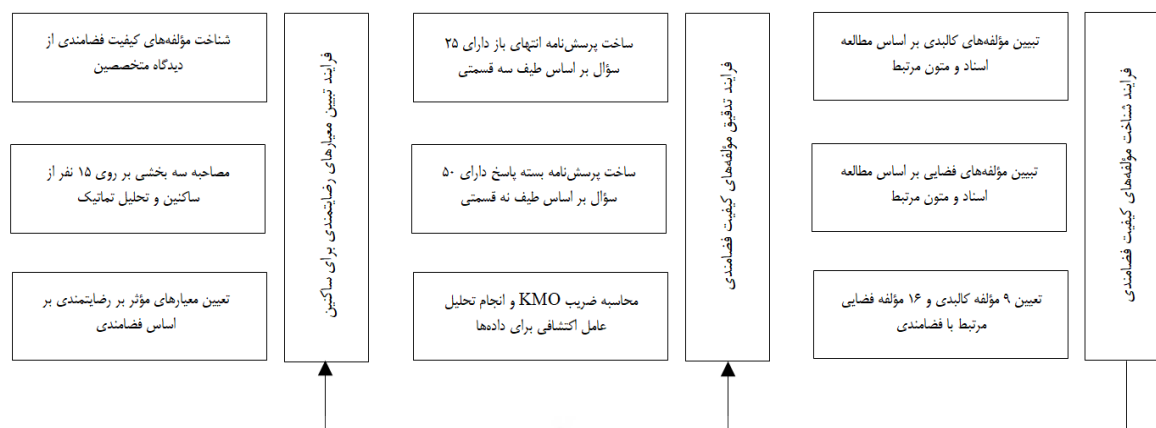 فرایند شناخت مؤلفه‌های کیفیت فضامندی
تبیین مؤلفه‌های کالبدی بر اساس مطالعه
اسناد و متون مرتبط
تبیین مؤلفه‌های فضایی بر اساس مطالعه
اسناد و متون مرتبط
تعیین ۹ مؤلفه کالبدی و ۱۶ مؤلفه فضایی
مرتبط با فضامندی
فرایند تدقیق مؤلفه‌های کیفیت فضامندی
ساخت پرسش‌نامه انتهای باز دارای ۲۵
سؤال بر اساس طیف سه قسمتی
ساخت پرسش‌نامه بسته پاسخ دارای ۵۰
سؤال بر اساس طیف نه قسمتی
محاسبه ضریب KMO و انجام تحلیل
عامل اکتشافی برای داده‌ها
فرایند تبیین معیارهای رضایتمندی برای ساکنین
شناخت مؤلفه‌های کیفیت فضامندی از
دیدگاه متخصصین
مصاحبه سه بخشی بر روی ۱۵ نفر از
ساکنین و تحلیل تماتیک
تعیین معیارهای مؤثر بر رضایتمندی بر
اساس فضامندی